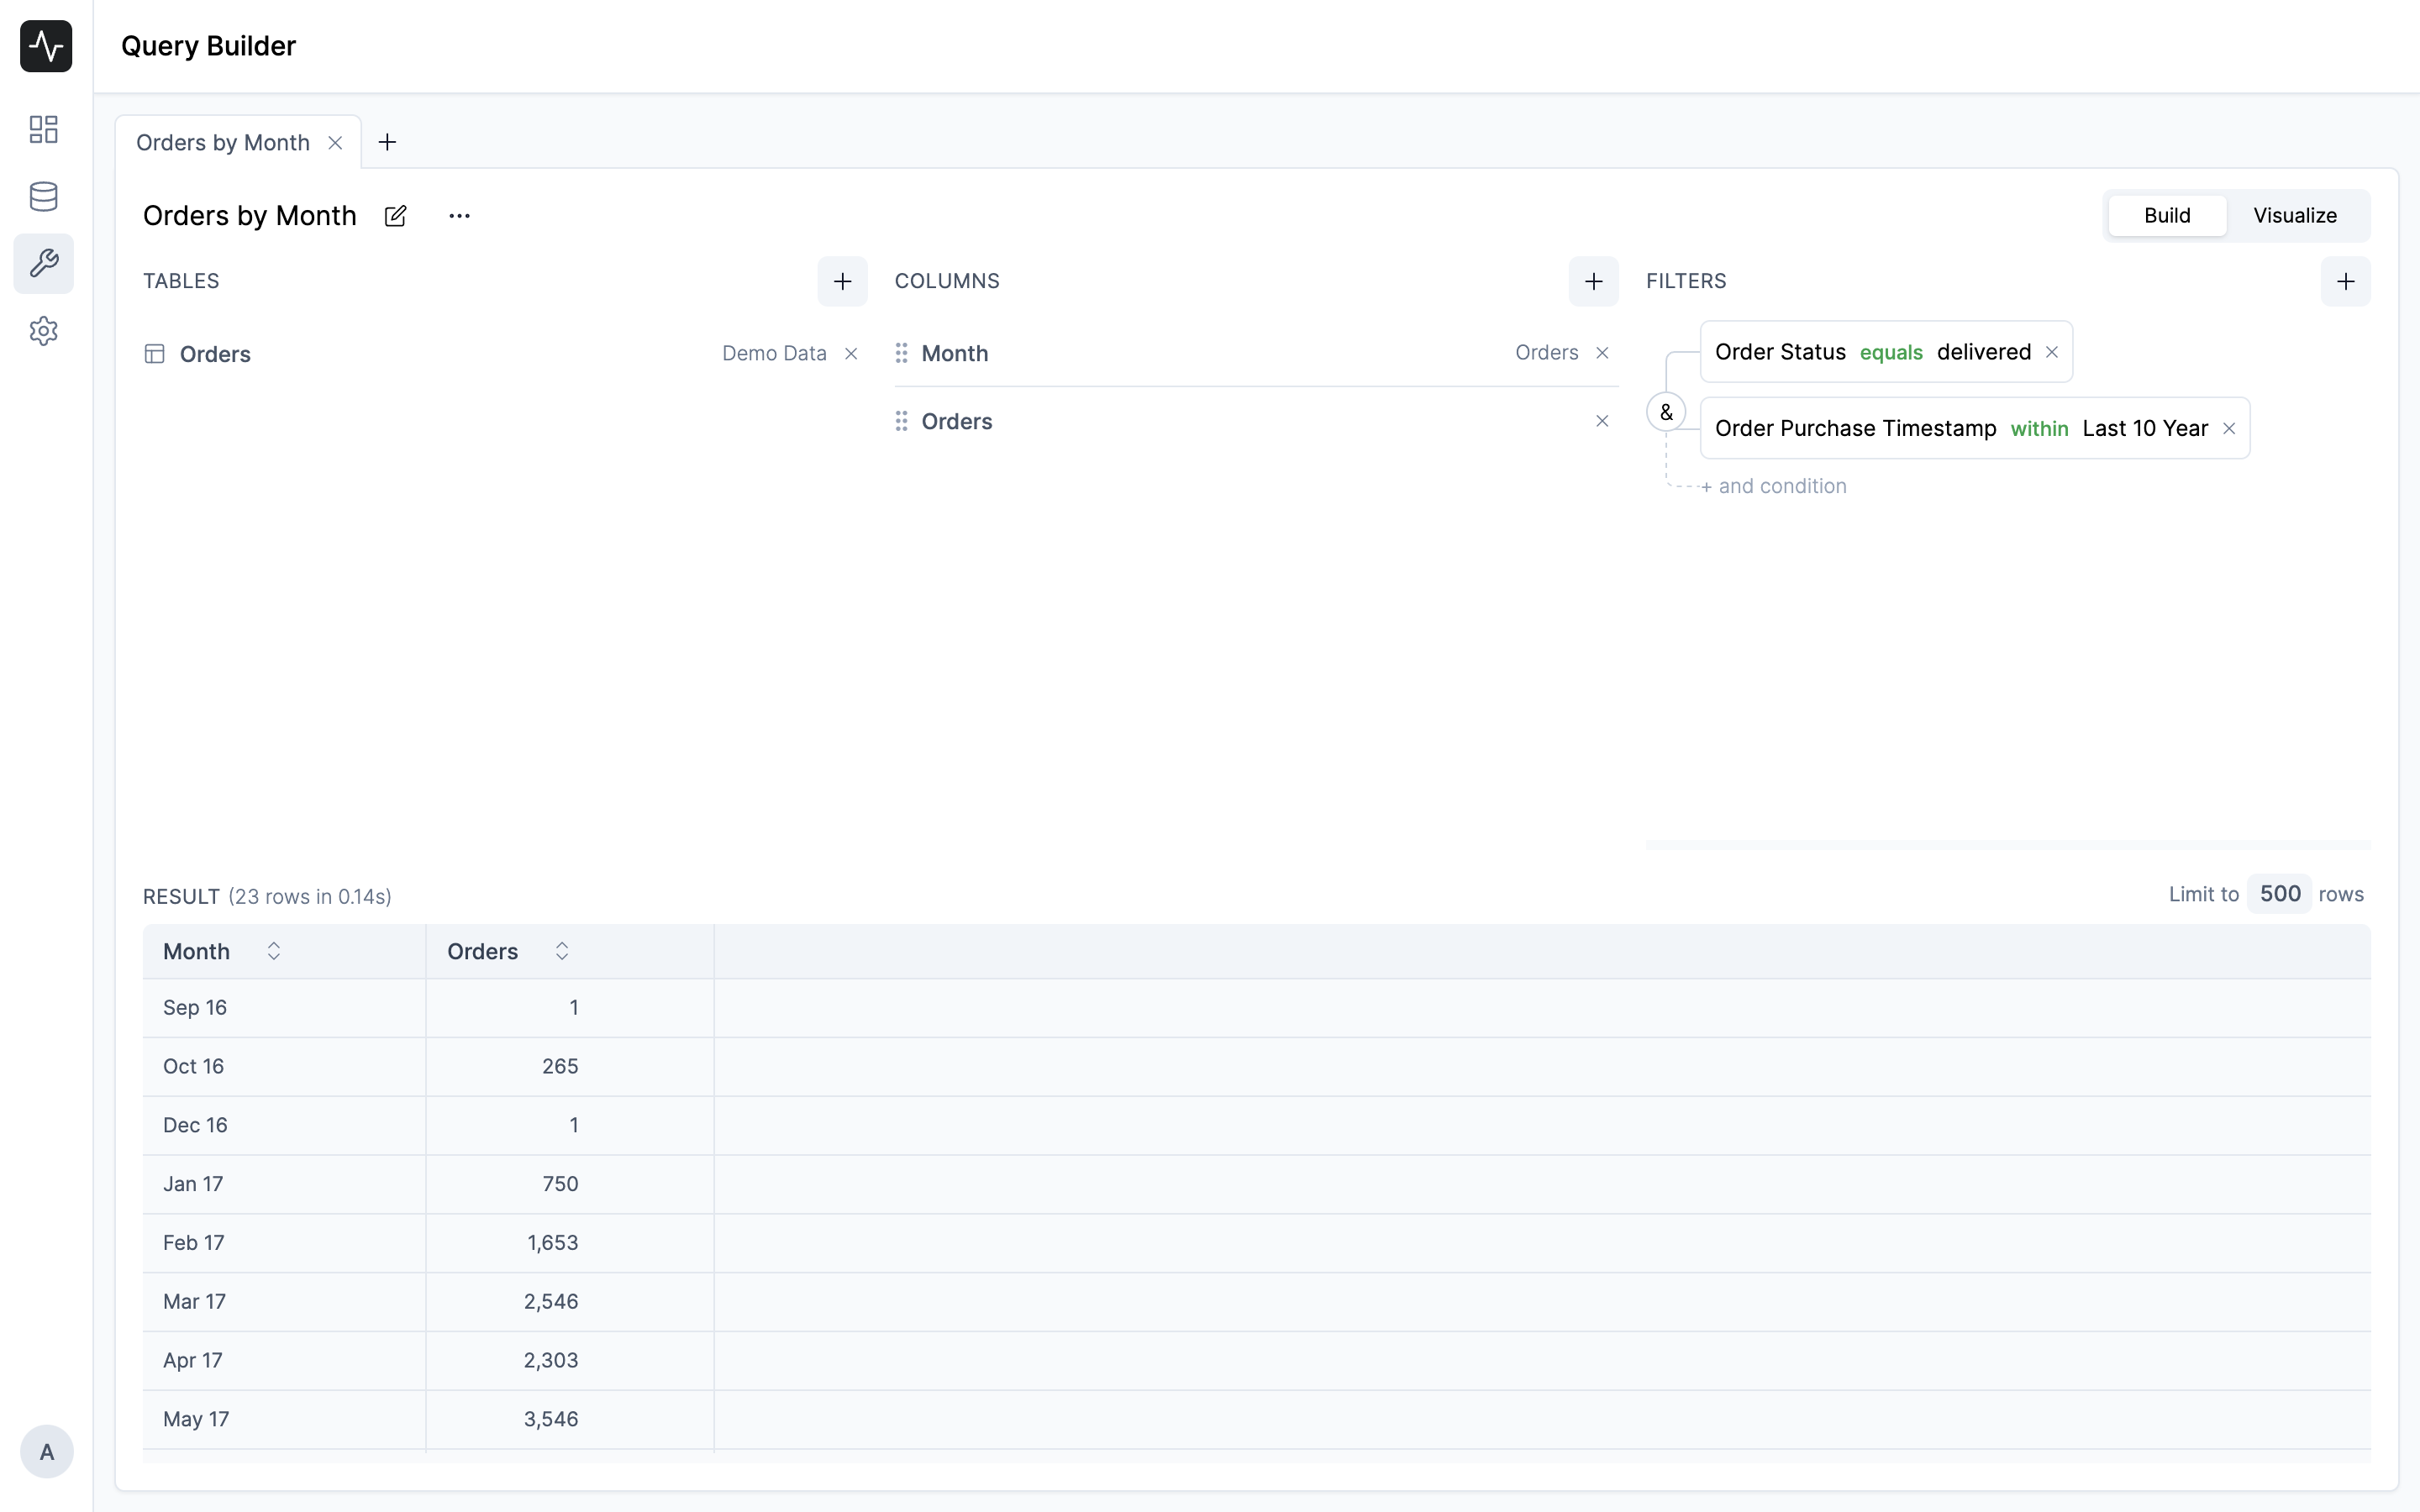 Query Builder
Orders by Month
Orders by Month
Build Visualize
TABLES
Orders Demo Data
COLUMNS
Month Orders
Orders
FILTERS
Order Status equals delivered
&
Order Purchase Timestamp within Last 10 Year
+ and condition
RESULT (23 rows in 0.14s)
Limit to 500 rows
Month Orders
Sep 16 1
Oct 16 265
Dec 16 1
Jan 17 750
Feb 17 1,653
Mar 17 2,546
Apr 17 2,303
May 17 3,546
A